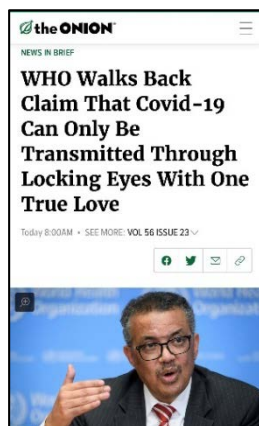 the ONION
NEWS IN BRIEF
WHO Walks Back
Claim That Covid-19
Can Only Be
Transmitted Through
Locking Eyes With One
True Love
Today 8:00AM • SEE MORE: VOL 56 ISSUE 23